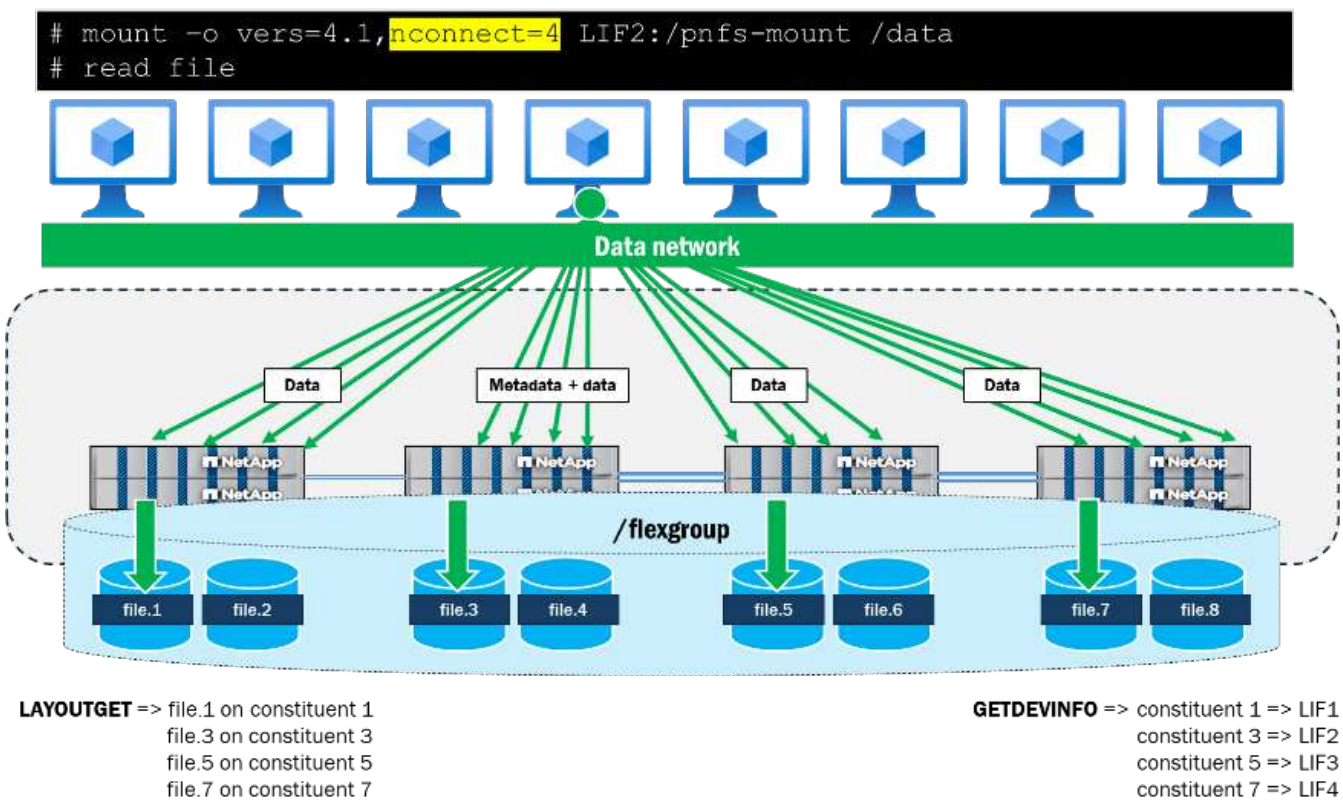 # mount –o vers=4.1,nconnect=4 LIF2:/pnfs-mount /data
# read file
Data network
Data
Metadata + data
Data
Data
NetApp
NetApp
NetApp
NetApp
NetApp
NetApp
NetApp
NetApp
/flexgroup
file.1
file.2
file.3
file.4
file.5
file.6
file.7
file.8
LAYOUTGET => file.1 on constituent 1
file.3 on constituent 3
file.5 on constituent 5
file.7 on constituent 7
GETDEVINFO => constituent 1 => LIF1
constituent 3 => LIF2
constituent 5 => LIF3
constituent 7 => LIF4